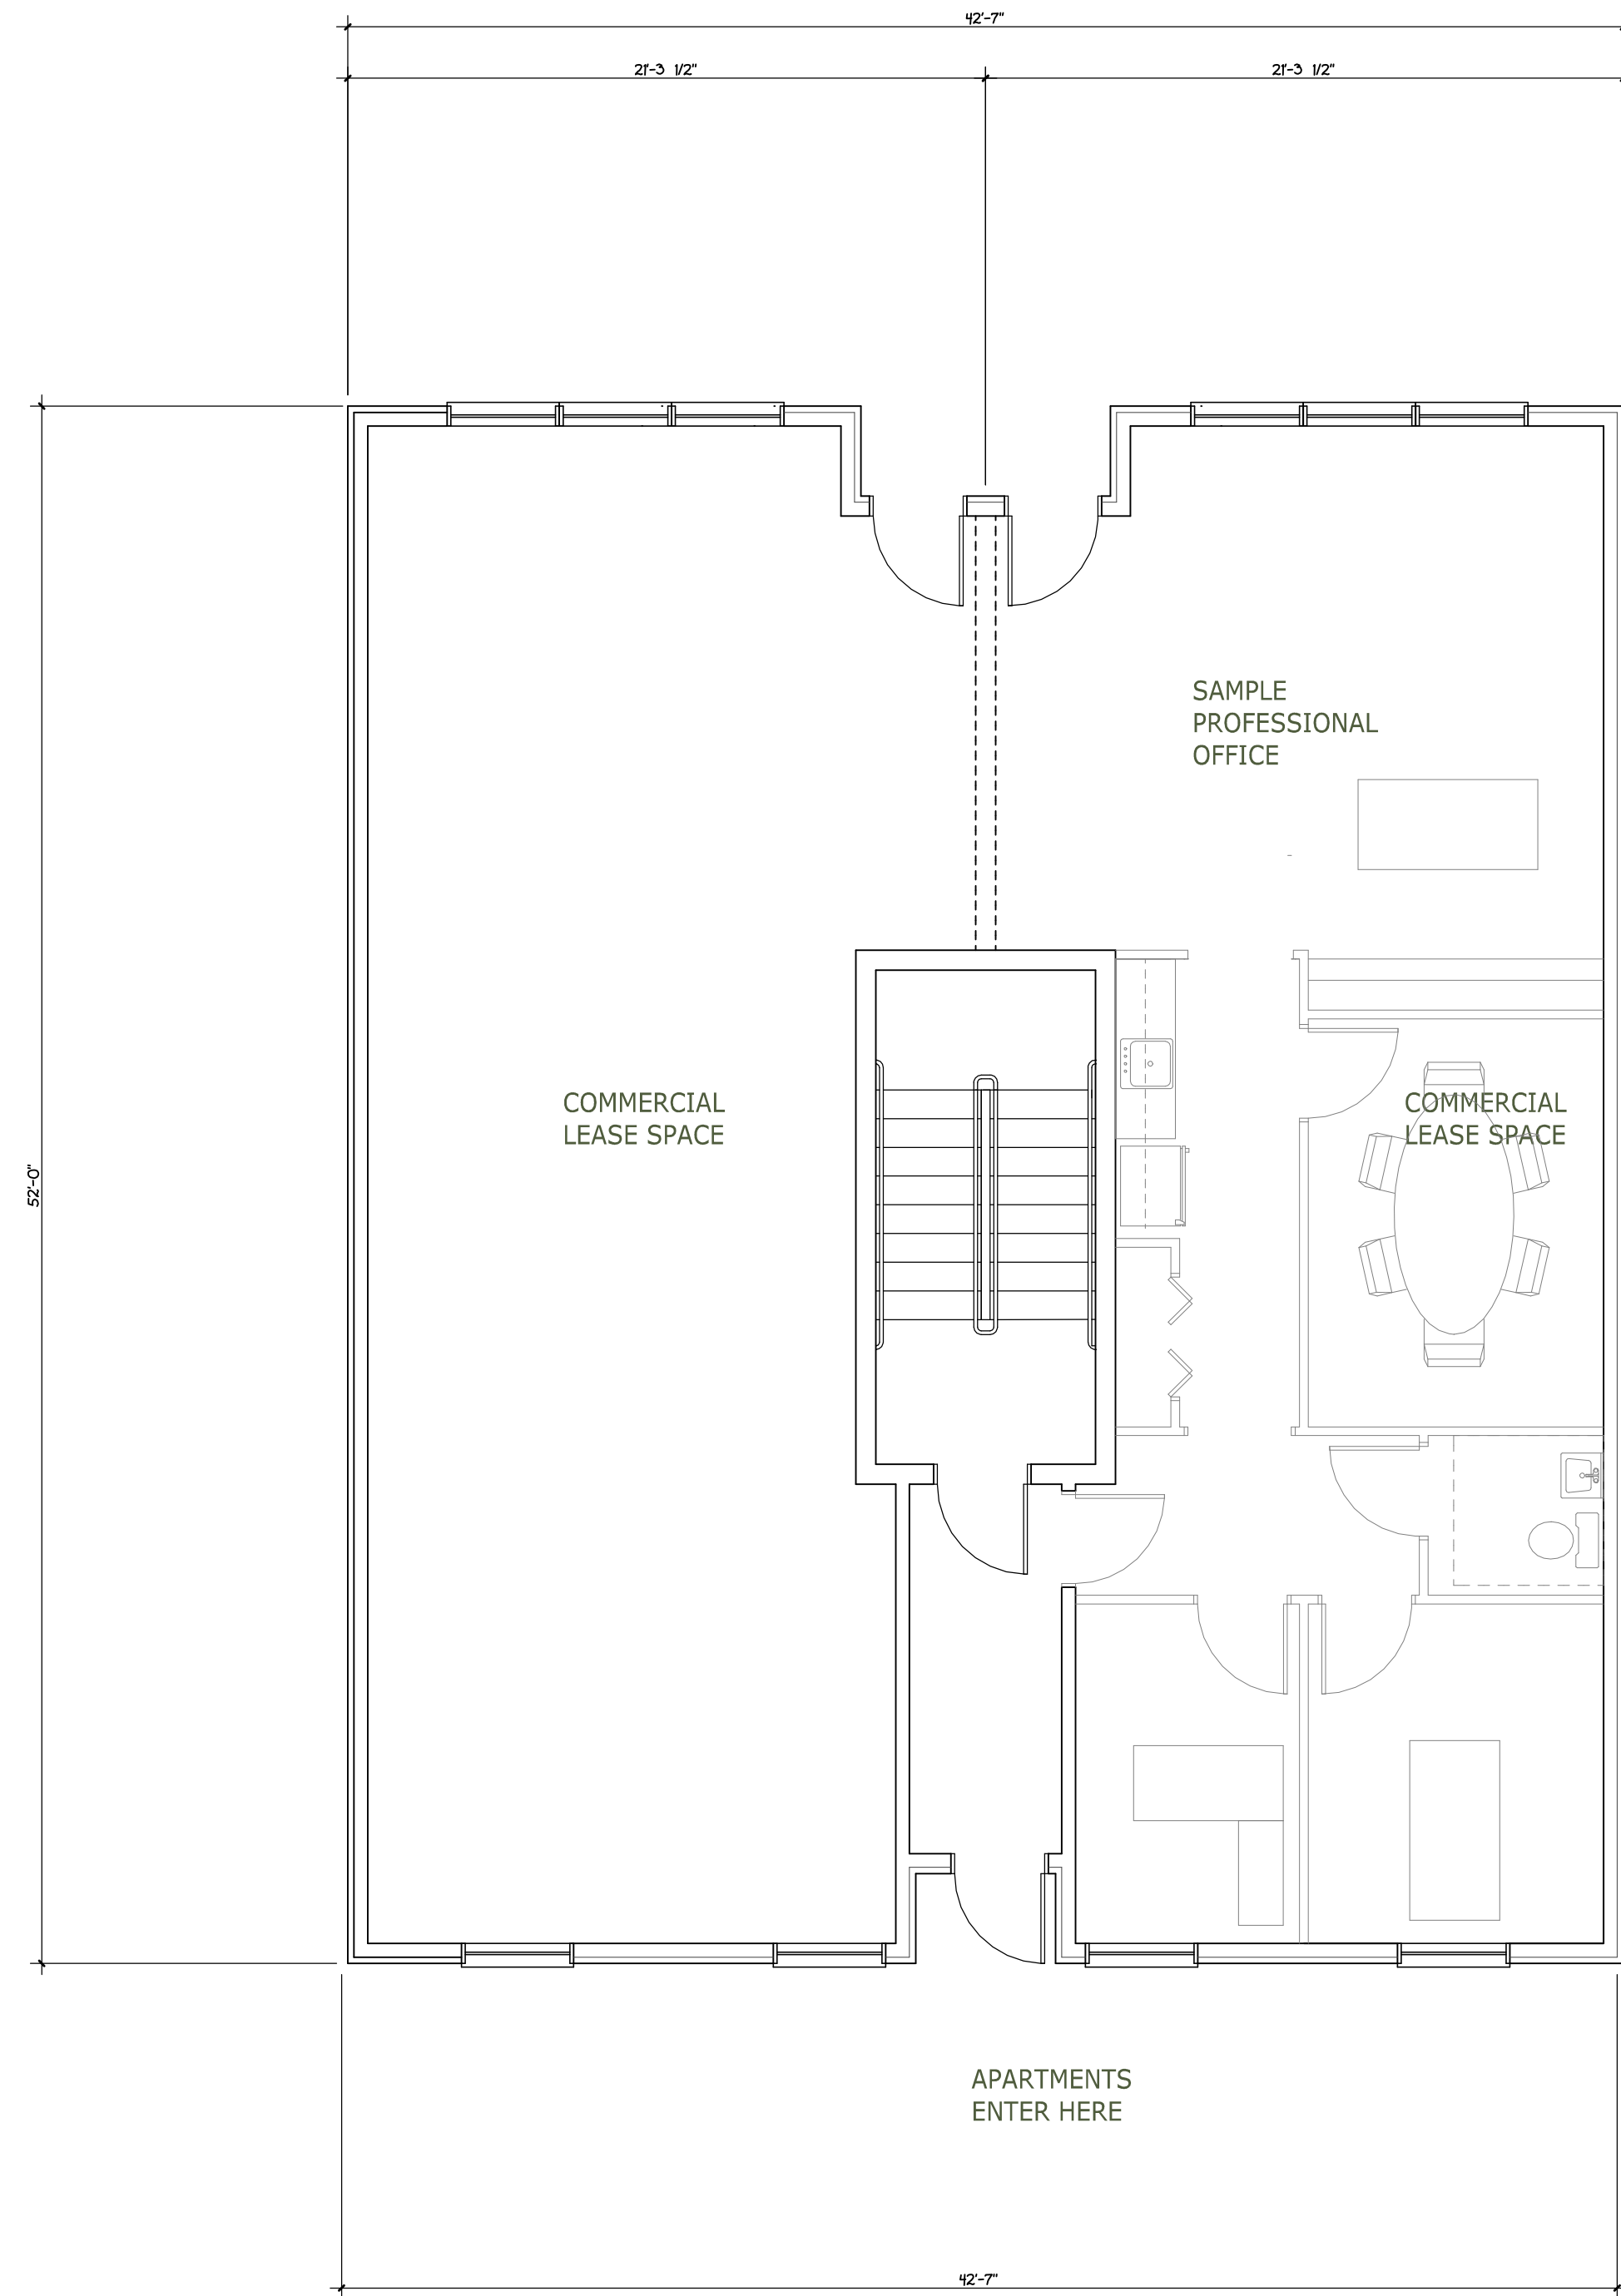 42'-7"
21'-3 1/2"
21'-3 1/2"
SAMPLE
PROFESSIONAL
OFFICE
COMMERCIAL
LEASE SPACE
COMMERCIAL
LEASE SPACE
52'-0"
APARTMENTS
ENTER HERE
42'-7"